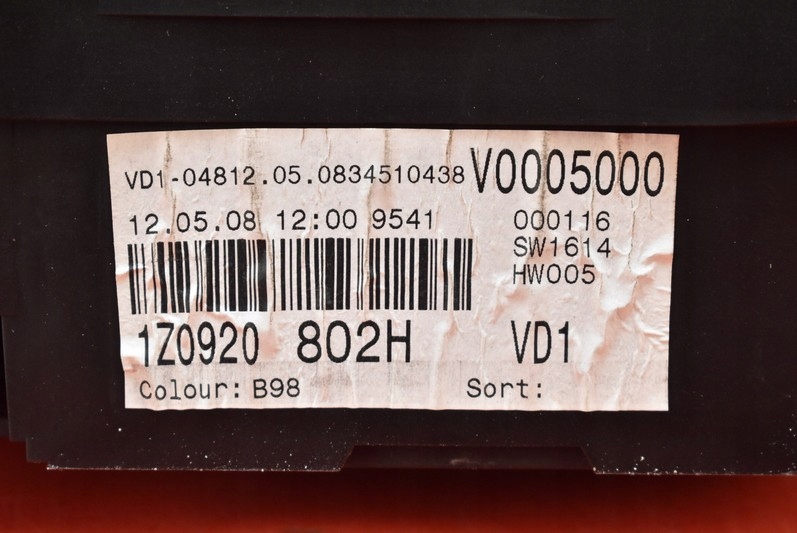 VD1-04812.05.0834510438 V0005000
12.05.08 12:00 9541 000116
SW1614
HW005
1Z0920 802H VD1
Colour: B98 Sort: